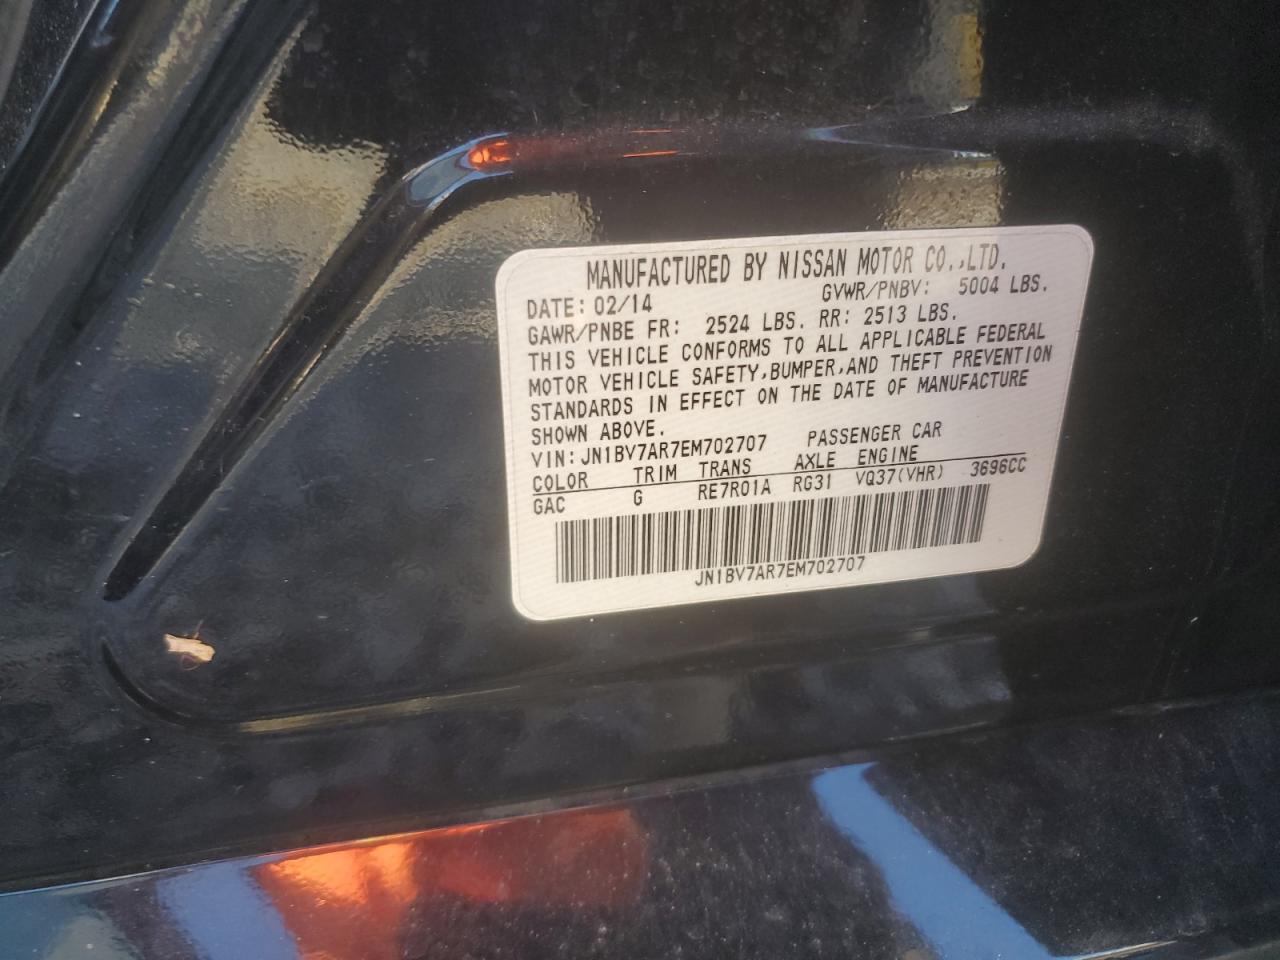 MANUFACTURED BY NISSAN MOTOR CO.,LTD.
DATE: 02/14 GVWR/PNBV: 5004 LBS.
GAWR/PNBE FR: 2524 LBS. RR: 2513 LBS.
THIS VEHICLE CONFORMS TO ALL APPLICABLE FEDERAL
MOTOR VEHICLE SAFETY,BUMPER,AND THEFT PREVENTION
STANDARDS IN EFFECT ON THE DATE OF MANUFACTURE
SHOWN ABOVE.
VIN:JN1BV7AR7EM702707 PASSENGER CAR
COLOR TRIM TRANS AXLE ENGINE
GAC G RE7R01A RG31 VQ37(VHR) 3696CC
JN1BV7AR7EM702707